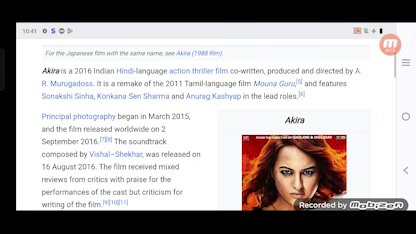 10:41
For the Japanese film with the same name, see Akira (1988 film).
Akira is a 2016 Indian Hindi-language action thriller film co-written, produced and directed by A.
R. Murugadoss. It is a remake of the 2011 Tamil-language film Mouna Guru,[5] and features
Sonakshi Sinha, Konkana Sen Sharma and Anurag Kashyap in the lead roles.[6]
Principal photography began in March 2015,
and the film released worldwide on 2
September 2016.[7][8] The soundtrack
composed by Vishal–Shekhar, was released on
16 August 2016. The film received mixed
reviews from critics with praise for the
performances of the cast but criticism for
writing of the film.[9][10][11]
Akira
Recorded by Mobizen